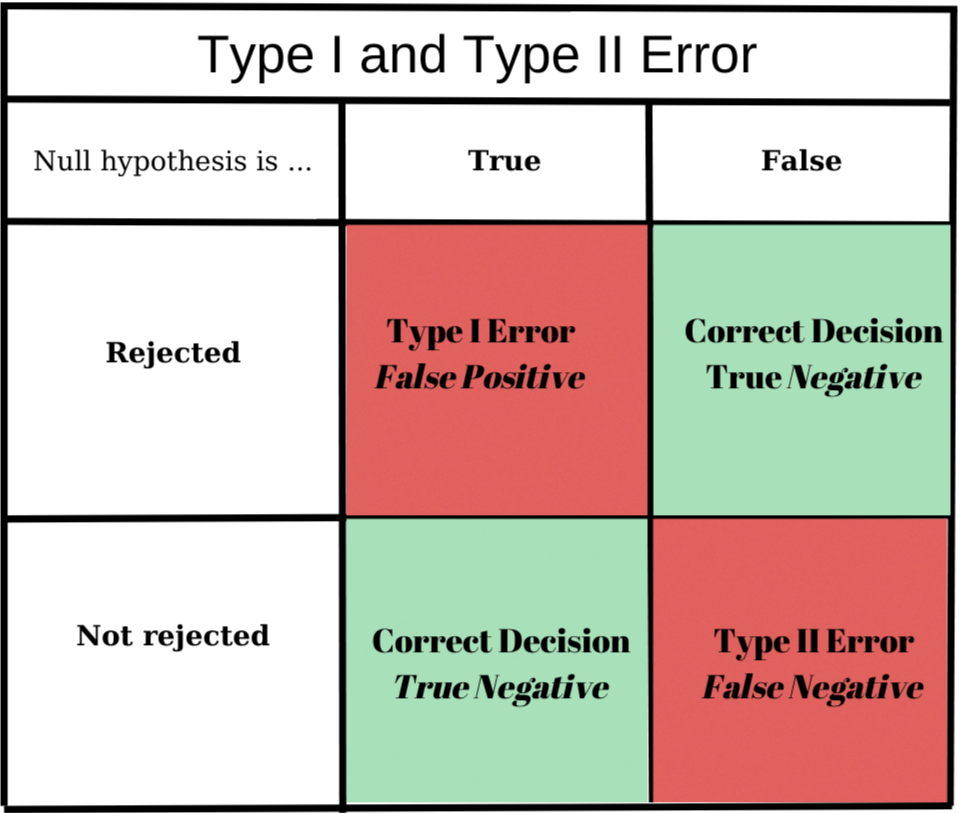 Type I and Type II Error
Null hypothesis is ...
True
False
Rejected
Type I Error
False Positive
Correct Decision
True Negative
Not rejected
Correct Decision
True Negative
Type II Error
False Negative